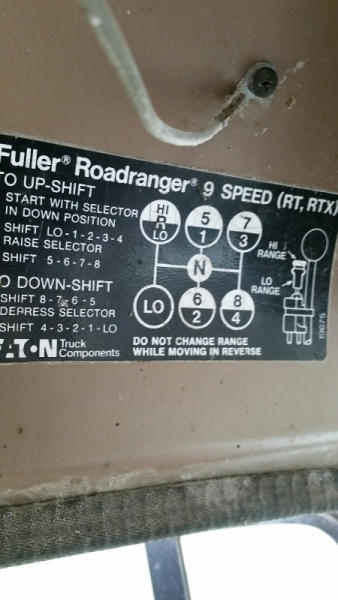 Fuller® Roadranger® 9 SPEED (RT, RTX)
TO UP-SHIFT
START WITH SELECTOR
IN DOWN POSITION
SHIFT LO-1-2-3-4
RAISE SELECTOR
SHIFT 5-6-7-8
O DOWN-SHIFT
SHIFT 8-7-6-5
DEPRESS SELECTOR
SHIFT 4-3-2-1-LO
EATON Truck
Components
HI 5 7
R 1 3
LO
N
LO 6 8
2 4
DO NOT CHANGE RANGE
WHILE MOVING IN REVERSE
HI
RANGE
LO
RANGE
19675